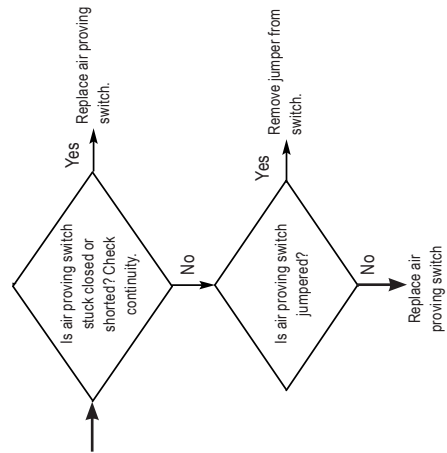 Is air proving switch
stuck closed or
shorted? Check
continuity.
Yes
Replace air proving
switch.
No
Is air proving switch
jumpered?
Yes
Remove jumper from
switch.
No
Replace air
proving switch